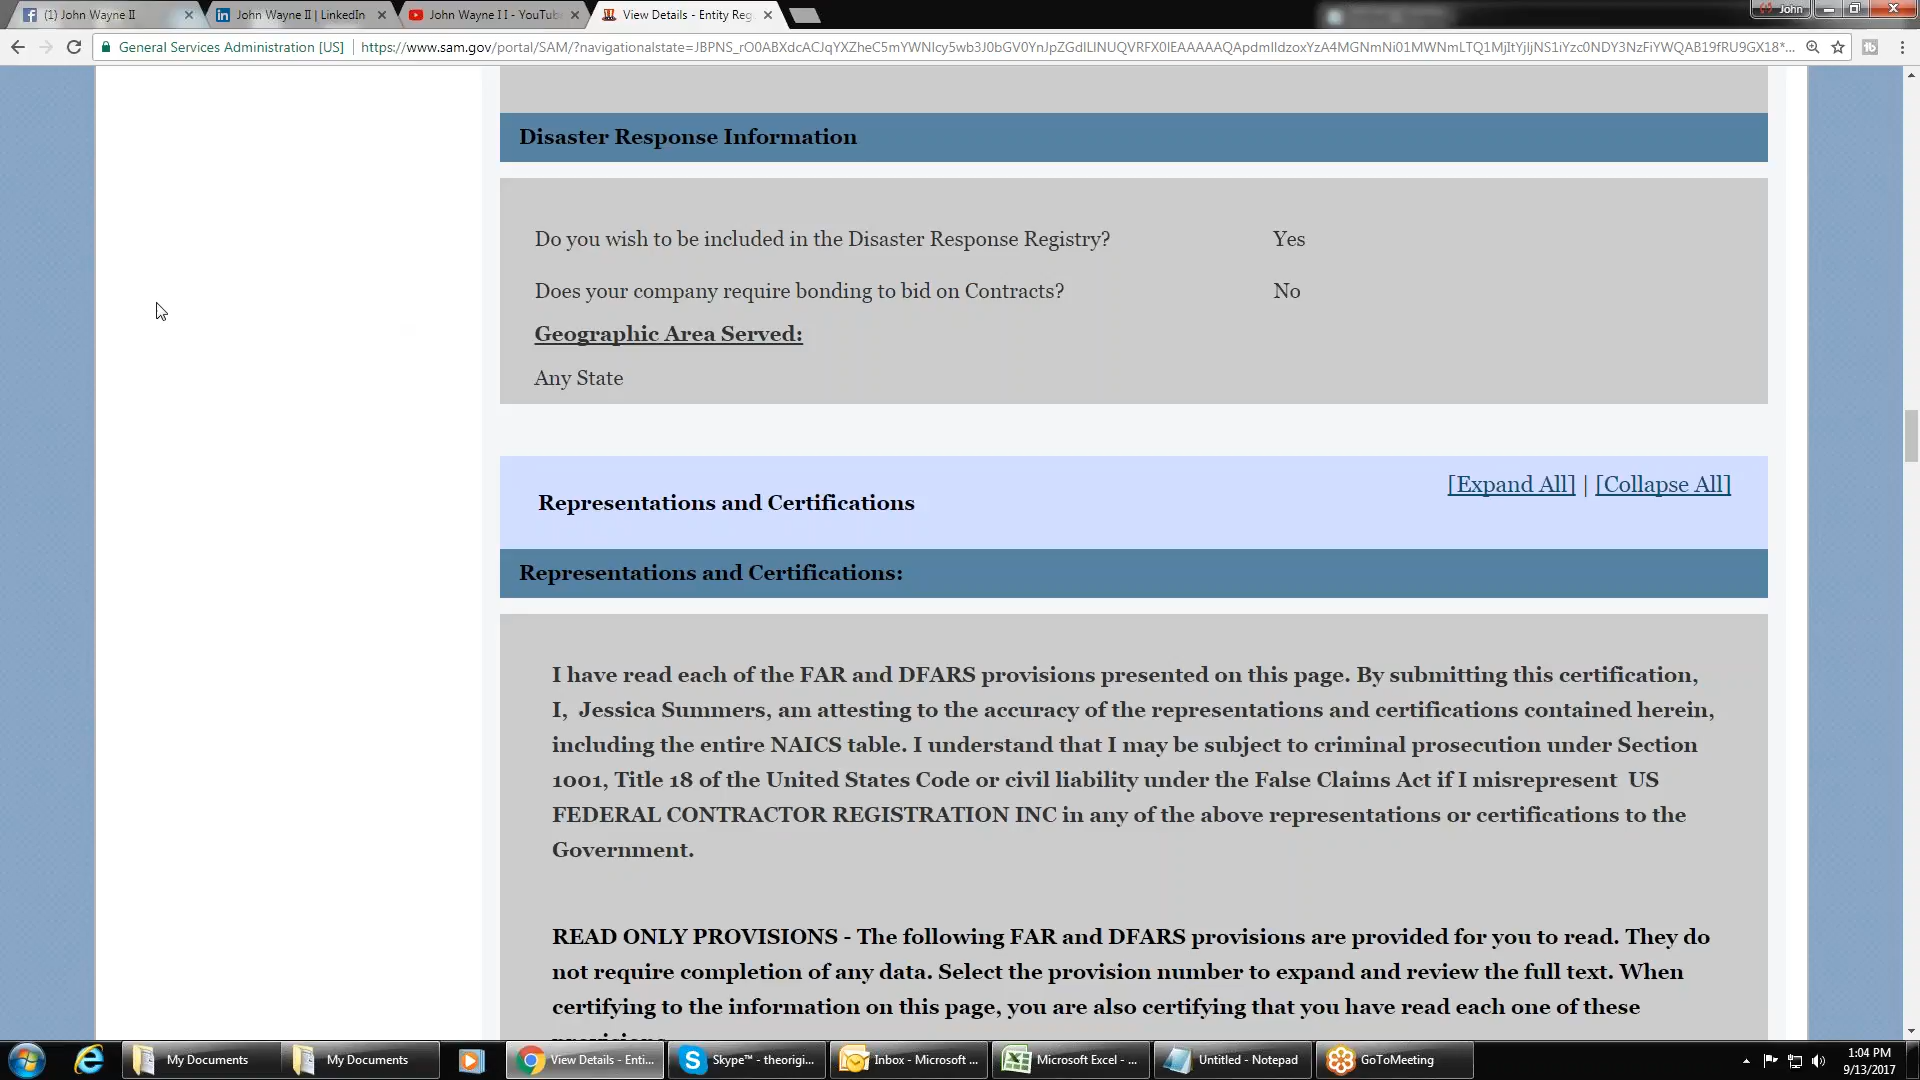 (1) John Wayne II
John Wayne II | LinkedIn
John Wayne I I - YouTub
View Details - Entity Reg
John
General Services Administration [US]
Disaster Response Information
Do you wish to be included in the Disaster Response Registry? Yes
Does your company require bonding to bid on Contracts? No
Geographic Area Served:
Any State
[Expand All] | [Collapse All]
Representations and Certifications
Representations and Certifications:
I have read each of the FAR and DFARS provisions presented on this page. By submitting this certification,
I, Jessica Summers, am attesting to the accuracy of the representations and certifications contained herein,
including the entire NAICS table. I understand that I may be subject to criminal prosecution under Section
1001, Title 18 of the United States Code or civil liability under the False Claims Act if I misrepresent US
FEDERAL CONTRACTOR REGISTRATION INC in any of the above representations or certifications to the
Government.
READ ONLY PROVISIONS - The following FAR and DFARS provisions are provided for you to read. They do
not require completion of any data. Select the provision number to expand and review the full text. When
certifying to the information on this page, you are also certifying that you have read each one of these
My Documents
My Documents
View Details - Enti...
Skype™ - theorigi...
Inbox - Microsoft ...
Microsoft Excel - ...
Untitled - Notepad
GoToMeeting
1:04 PM
9/13/2017